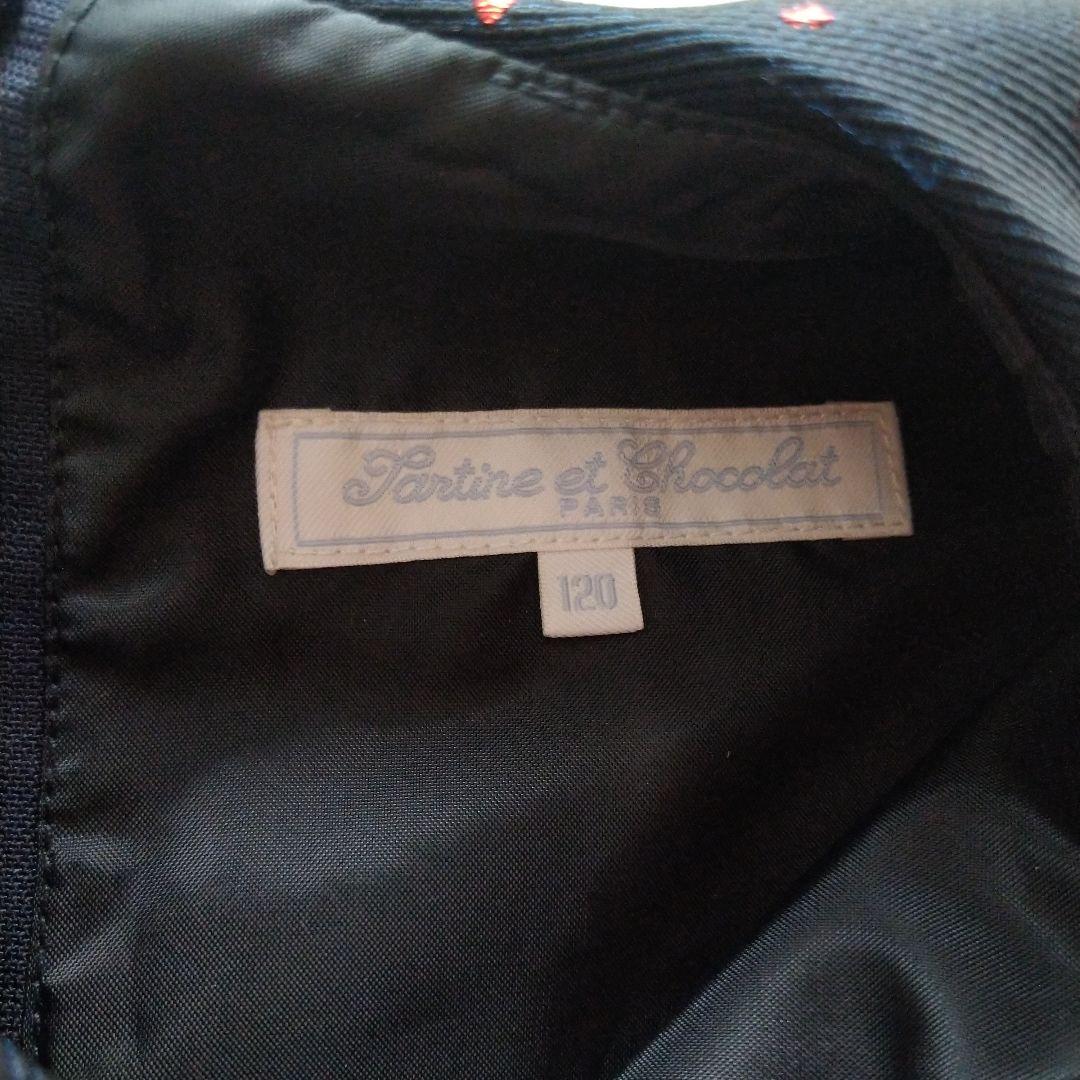 Tartine et Chocolat
PARIS
120